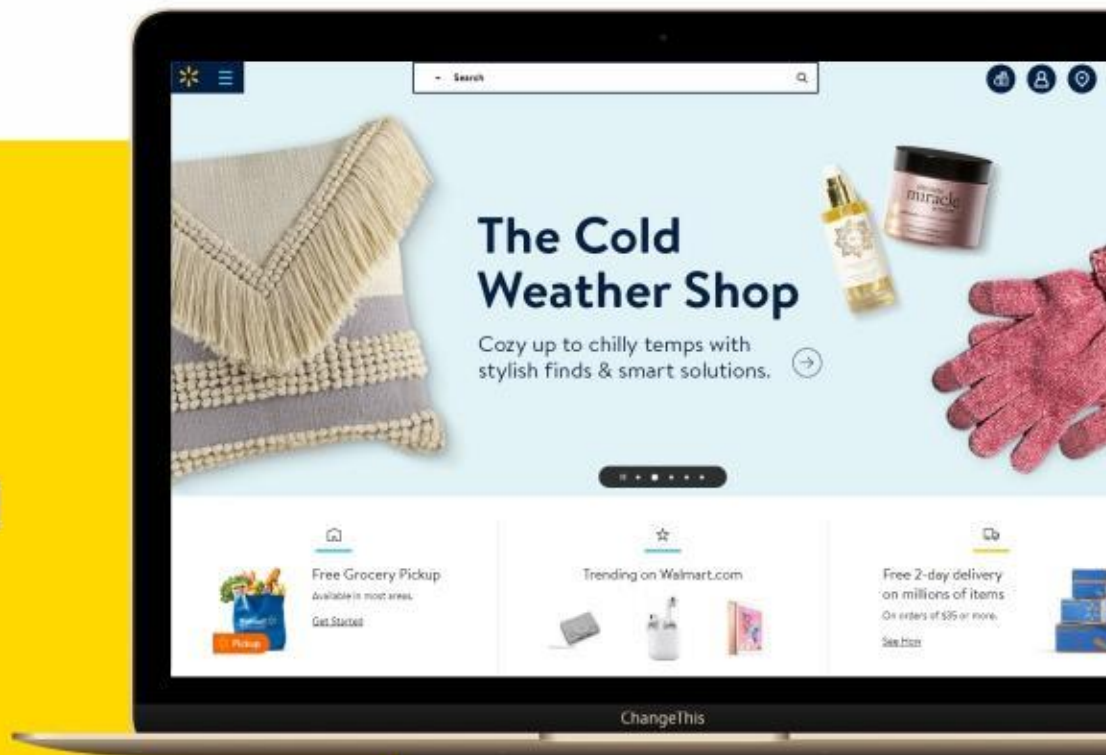 Search
miracle
The Cold
Weather Shop
Cozy up to chilly temps with
stylish finds & smart solutions.
Free Grocery Pickup
Available in most areas.
Get Started
Pickup
Trending on Walmart.com
Free 2-day delivery
on millions of items
On orders of $35 or more.
See How
ChangeThis